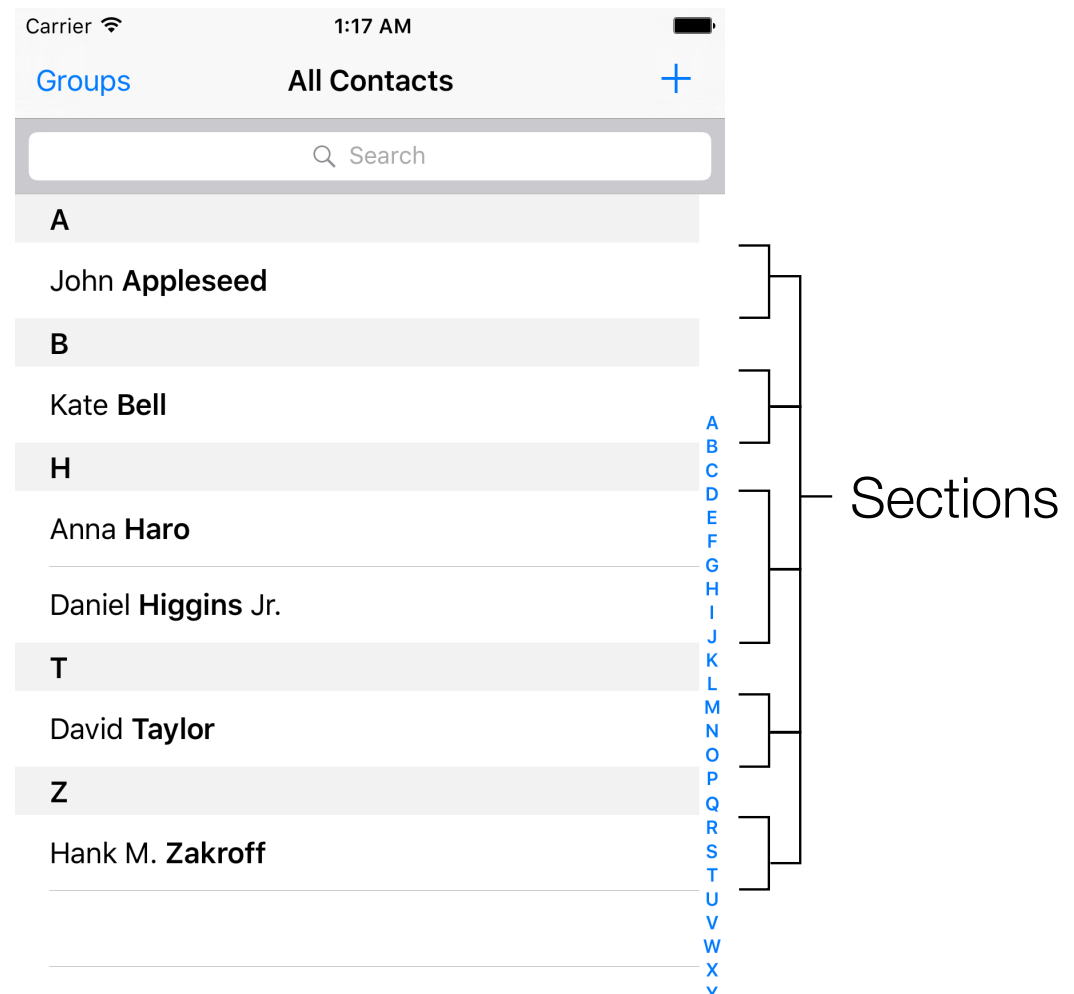 Carrier 1:17 AM
Groups All Contacts +
Search
A
John Appleseed
B
Kate Bell
H
Anna Haro
Daniel Higgins Jr.
T
David Taylor
Z
Hank M. Zakroff
A
B
C
D
E
F
G
H
I
J
K
L
M
N
O
P
Q
R
S
T
U
V
W
X
Y
Sections